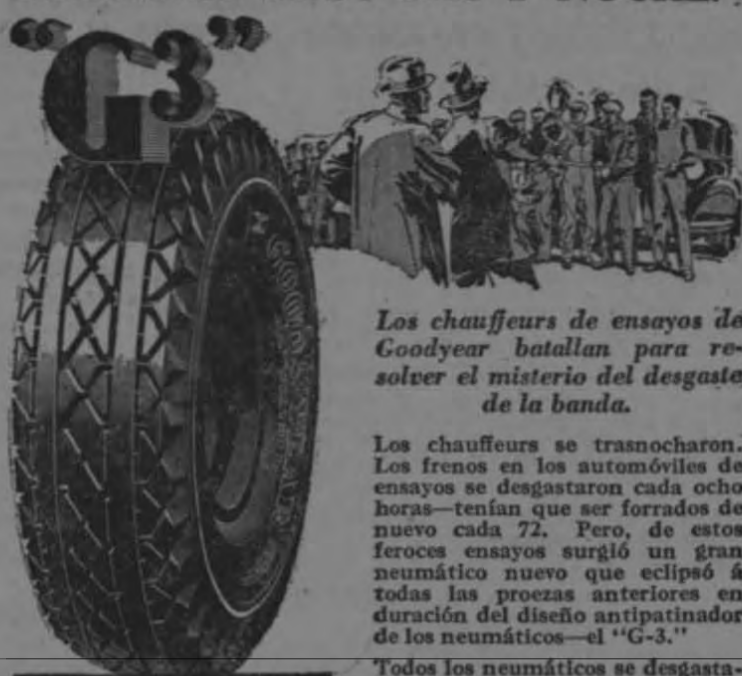 "G-3"
GOODYEAR
Los chauffeurs de ensayos de
Goodyear batallan para re-
solver el misterio del desgaste
de la banda.
Los chauffeurs se trasnocharon.
Los frenos en los automóviles de
ensayos se desgastaron cada ocho
horas—tenían que ser forrados de
nuevo cada 72. Pero, de estos
feroces ensayos surgió un gran
neumático nuevo que eclipsó á
todas las proezas anteriores en
duración del diseño antipatinador
de los neumáticos—el "G-3."
Todos los neumáticos se desgasta-